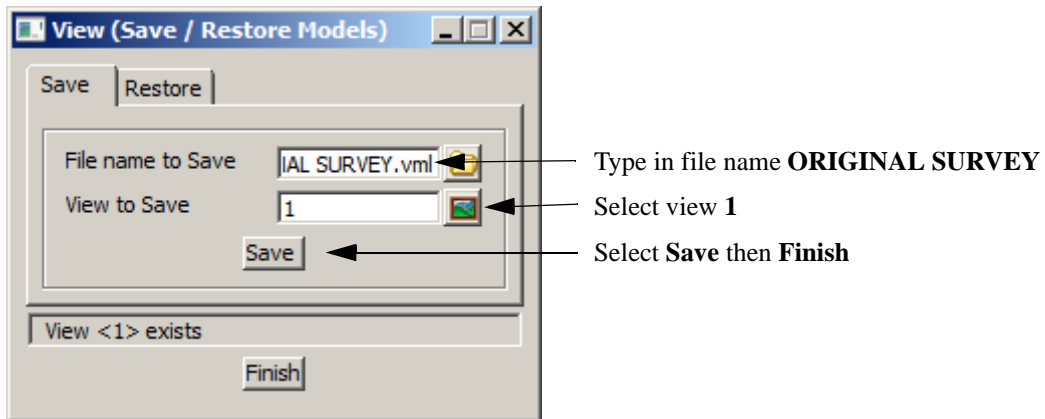 View (Save / Restore Models)
Save Restore
File name to Save IAL SURVEY.vml Type in file name ORIGINAL SURVEY
View to Save 1 Select view 1
Save Select Save then Finish
View <1> exists
Finish